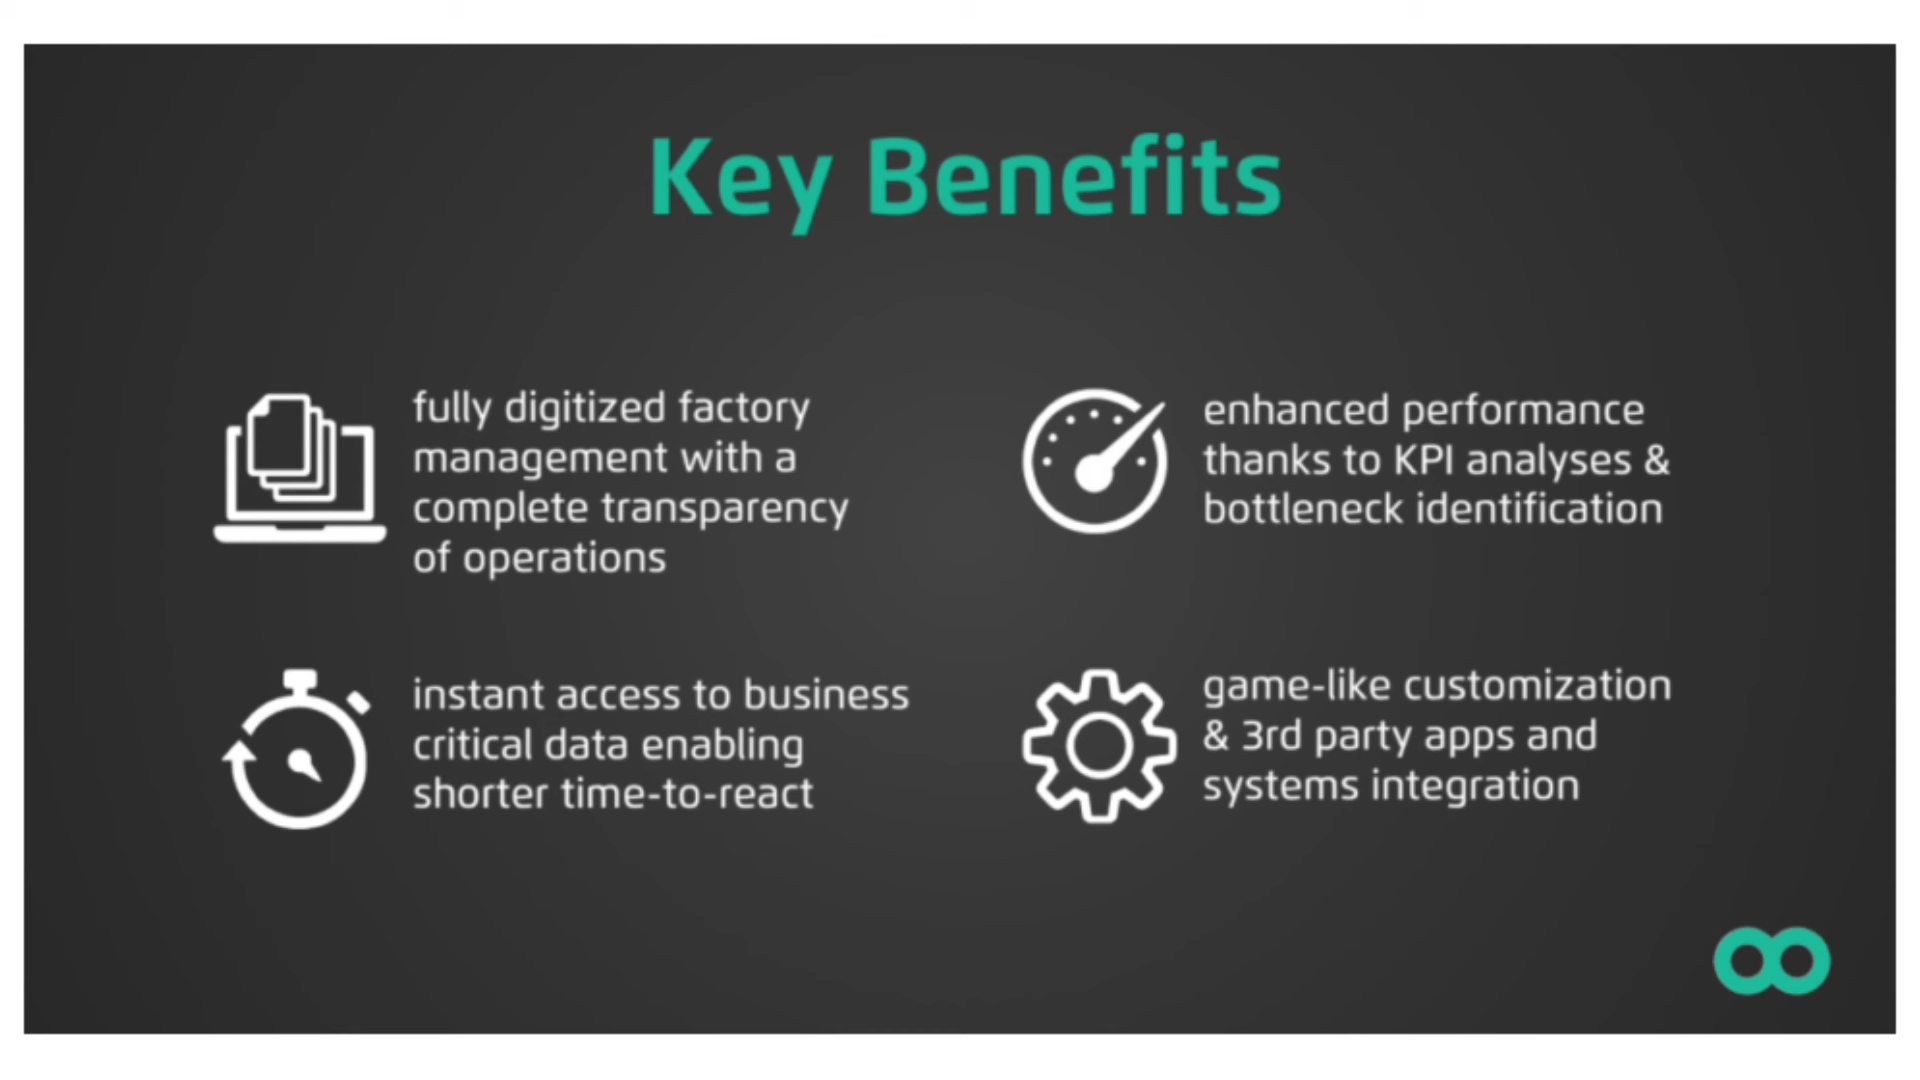 Key Benefits
fully digitized factory
management with a
complete transparency
of operations
enhanced performance
thanks to KPI analyses &
bottleneck identification
instant access to business
critical data enabling
shorter time-to-react
game-like customization
& 3rd party apps and
systems integration